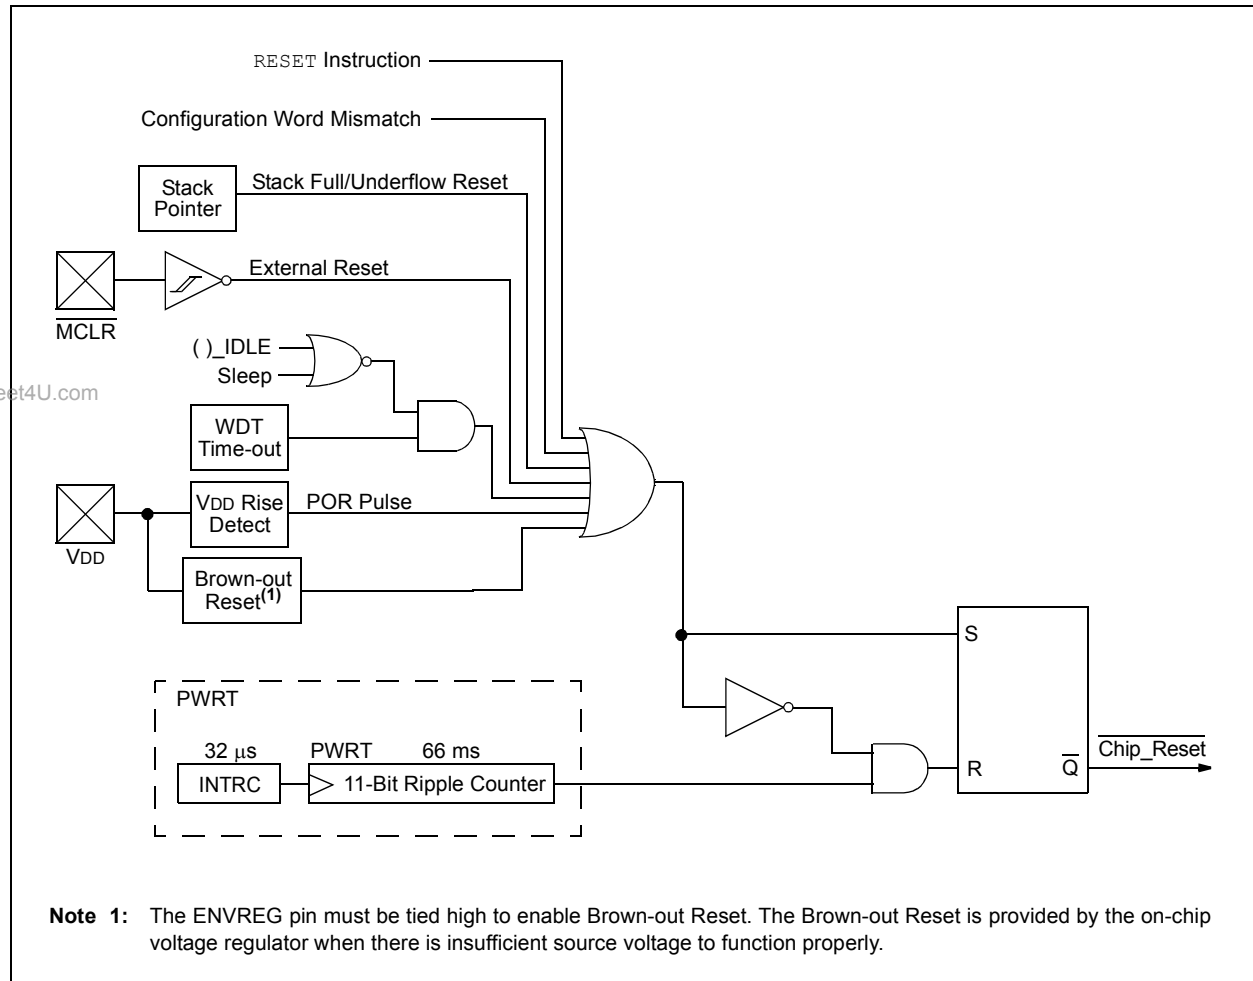 RESET Instruction
Configuration Word Mismatch
Stack
Pointer
Stack Full/Underflow Reset
External Reset
MCLR
( )_IDLE
Sleep
eet4U.com
WDT
Time-out
VDD Rise
Detect
POR Pulse
VDD
Brown-out
Reset(1)
S
PWRT
32 μs
PWRT
66 ms
INTRC
11-Bit Ripple Counter
R
Q
Chip_Reset
Note 1: The ENVREG pin must be tied high to enable Brown-out Reset. The Brown-out Reset is provided by the on-chip
voltage regulator when there is insufficient source voltage to function properly.